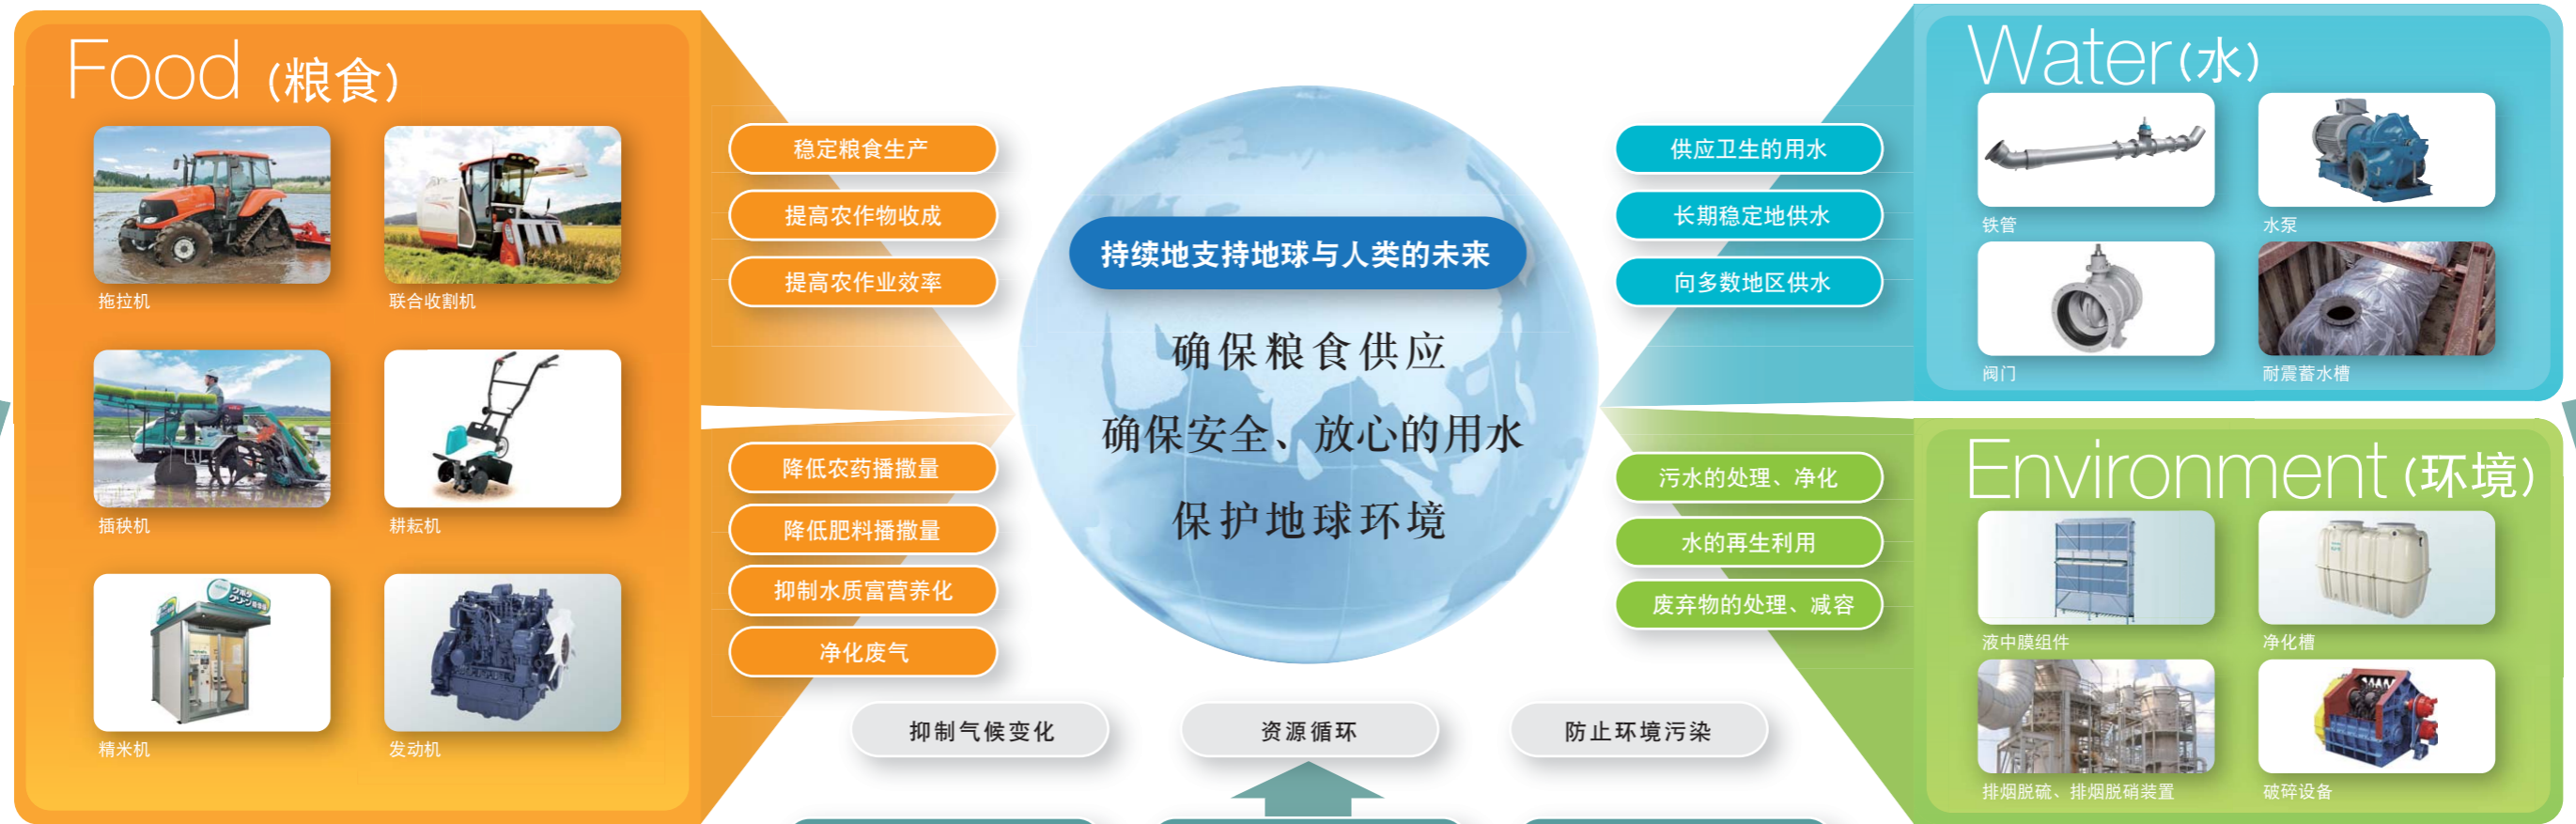 Food (粮食)
拖拉机
联合收割机
插秧机
耕耘机
クボタ
精米机
发动机
稳定粮食生产
提高农作物收成
提高农作业效率
降低农药播撒量
降低肥料播撒量
抑制水质富营养化
净化废气
持续地支持地球与人类的未来
确保粮食供应
确保安全、放心的用水
保护地球环境
抑制气候变化
资源循环
防止环境污染
供应卫生的用水
长期稳定地供水
向多数地区供水
污水的处理、净化
水的再生利用
废弃物的处理、减容
Water(水)
铁管
水泵
阀门
耐震蓄水槽
Environment(环境)
液中膜组件
净化槽
排烟脱硫、排烟脱硝装置
破碎设备